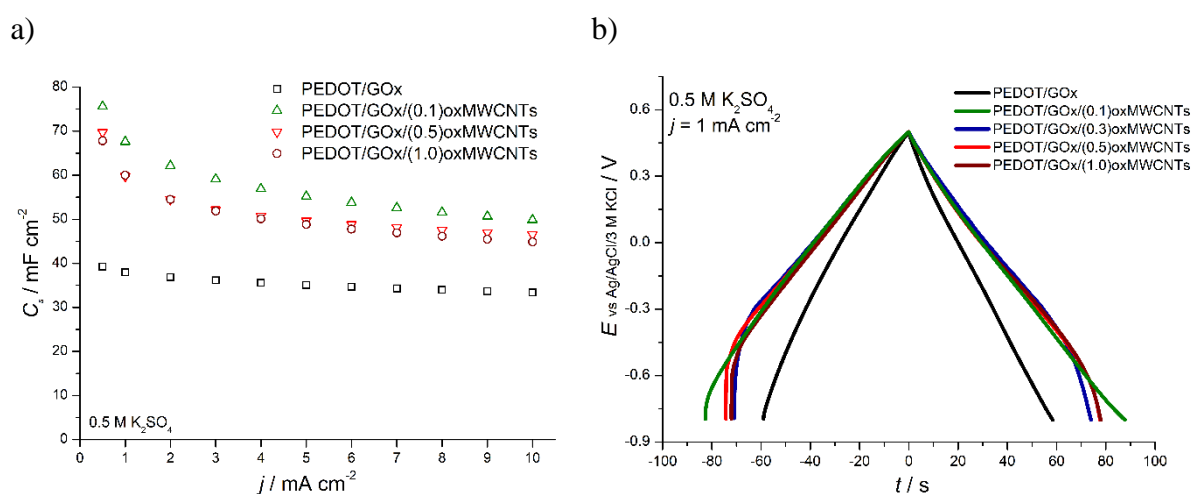 a)
PEDOT/GOx
PEDOT/GOx/(0.1)oxMWCNTs
PEDOT/GOx/(0.5)oxMWCNTs
PEDOT/GOx/(1.0)oxMWCNTs
80
70
60
50
40
30
20
10
0
C_s / mF cm^-2
0.5 M K₂SO₄
0 1 2 3 4 5 6 7 8 9 10
j / mA cm^-2
b)
0.5 M K₂SO₄
j = 1 mA cm^-2
PEDOT/GOx
PEDOT/GOx/(0.1)oxMWCNTs
PEDOT/GOx/(0.3)oxMWCNTs
PEDOT/GOx/(0.5)oxMWCNTs
PEDOT/GOx/(1.0)oxMWCNTs
0.6
0.3
0.0
-0.3
-0.6
-0.9
E vs Ag/AgCl/3 M KCl / V
-100 -80 -60 -40 -20 0 20 40 60 80 100
t / s